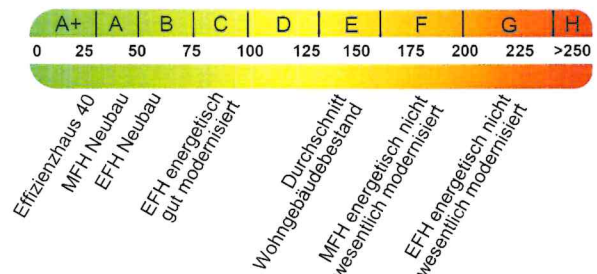 A+ A B C D E F G H
0 25 50 75 100 125 150 175 200 225 >250
Effizienzhaus 40
MFH Neubau
EFH Neubau
EFH energetisch
gut modernisiert
Durchschnitt
Wohngebäudebestand
MFH energetisch nicht
wesentlich modernisiert
EFH energetisch nicht
wesentlich modernisiert